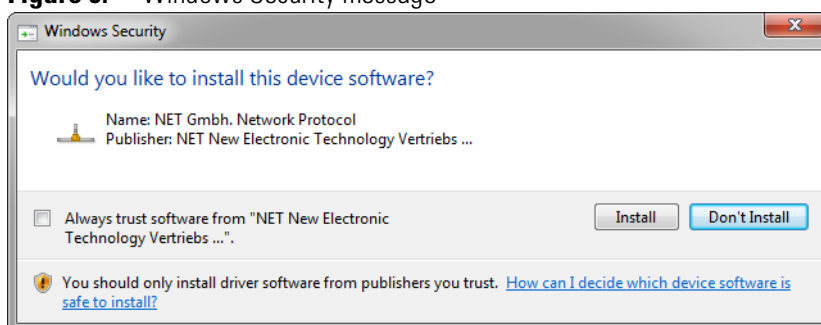 Windows Security message
Windows Security
Would you like to install this device software?
Name: NET Gmbh. Network Protocol
Publisher: NET New Electronic Technology Vertriebs ...
Always trust software from "NET New Electronic
Technology Vertriebs ...".
Install
Don't Install
You should only install driver software from publishers you trust. How can I decide which device software is
safe to install?